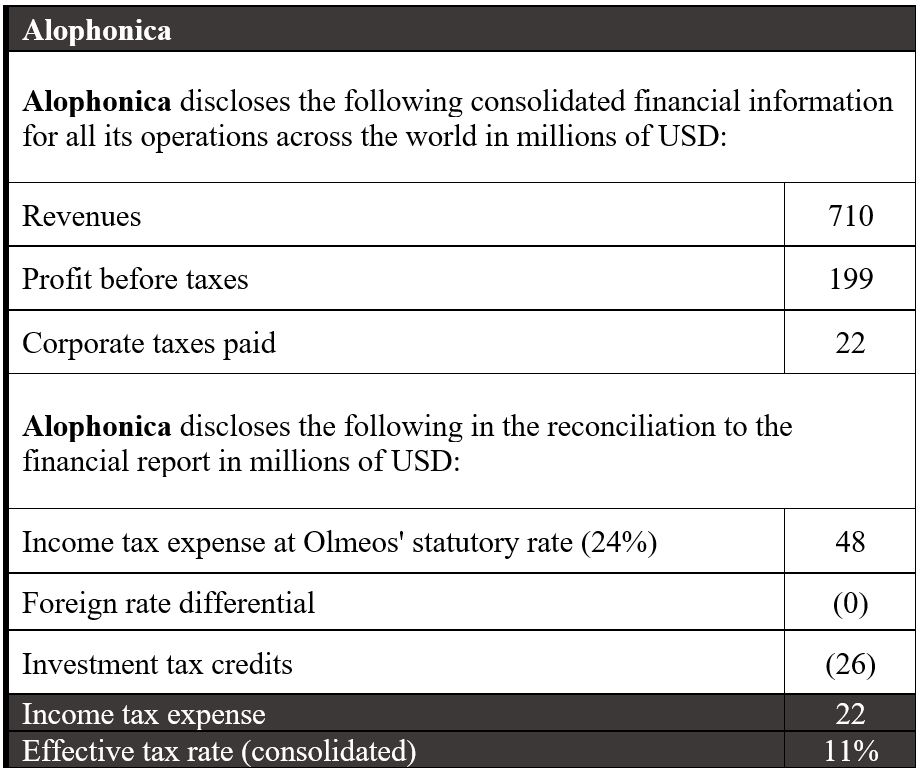 Alophonica
Alophonica discloses the following consolidated financial information
for all its operations across the world in millions of USD:
Revenues 710
Profit before taxes 199
Corporate taxes paid 22
Alophonica discloses the following in the reconciliation to the
financial report in millions of USD:
Income tax expense at Olmeos' statutory rate (24%) 48
Foreign rate differential (0)
Investment tax credits (26)
Income tax expense 22
Effective tax rate (consolidated) 11%